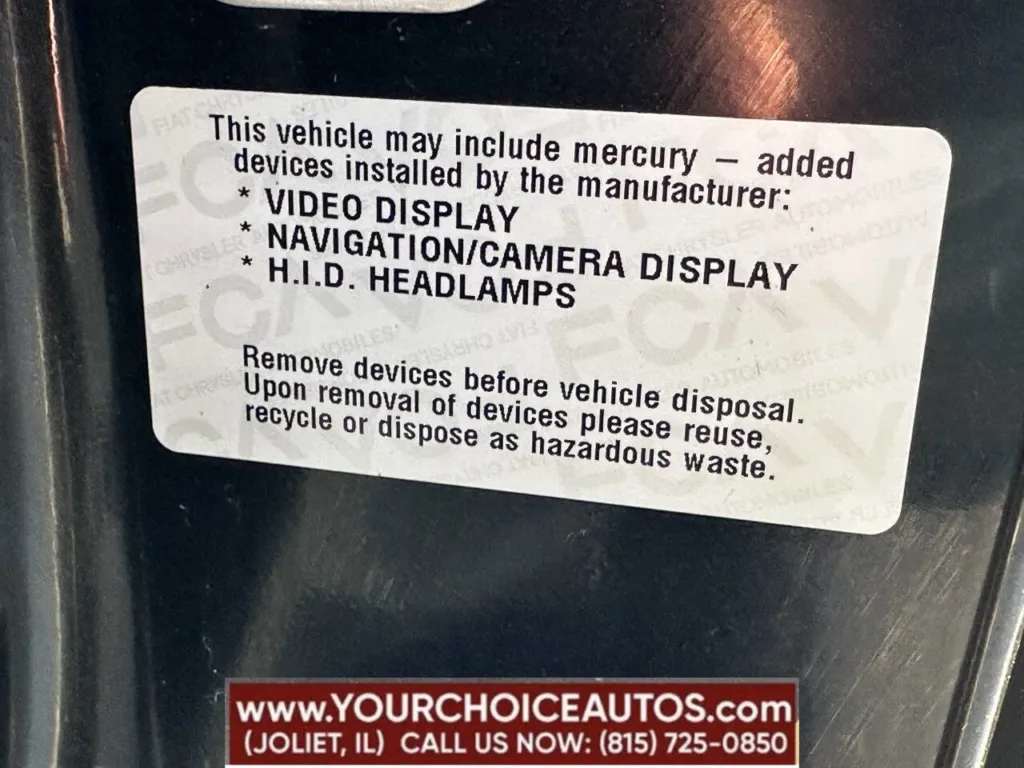 This vehicle may include mercury – added
devices installed by the manufacturer:
* VIDEO DISPLAY
* NAVIGATION/CAMERA DISPLAY
* H.I.D. HEADLAMPS
Remove devices before vehicle disposal.
Upon removal of devices please reuse,
recycle or dispose as hazardous waste.
www.YOURCHOICEAUTOS.com
(JOLIET, IL) CALL US NOW: (815) 725-0850